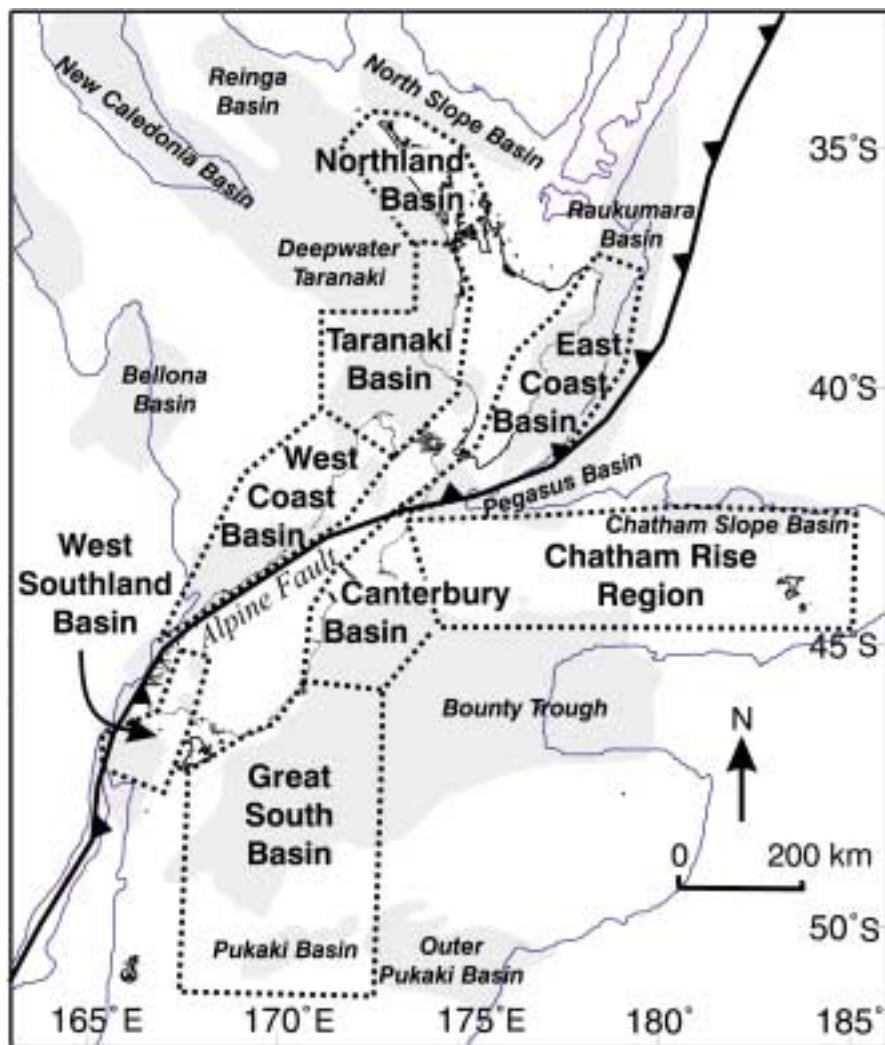 New Caledonia Basin
Reinga
Basin
North Slope Basin
35°S
Northland
Basin
Raukumara
Basin
Deepwater
Taranaki
Taranaki
Basin
East
Coast
Basin
Bellona
Basin
40°S
West
Coast
Basin
Pegasus Basin
Chatham Slope Basin
West
Southland
Basin
Chatham Rise
Region
Alpine Fault
Canterbury
Basin
45°S
Bounty Trough
N
Great
South
Basin
0 200 km
Pukaki Basin
Outer
Pukaki Basin
50°S
165°E 170°E 175°E 180° 185°